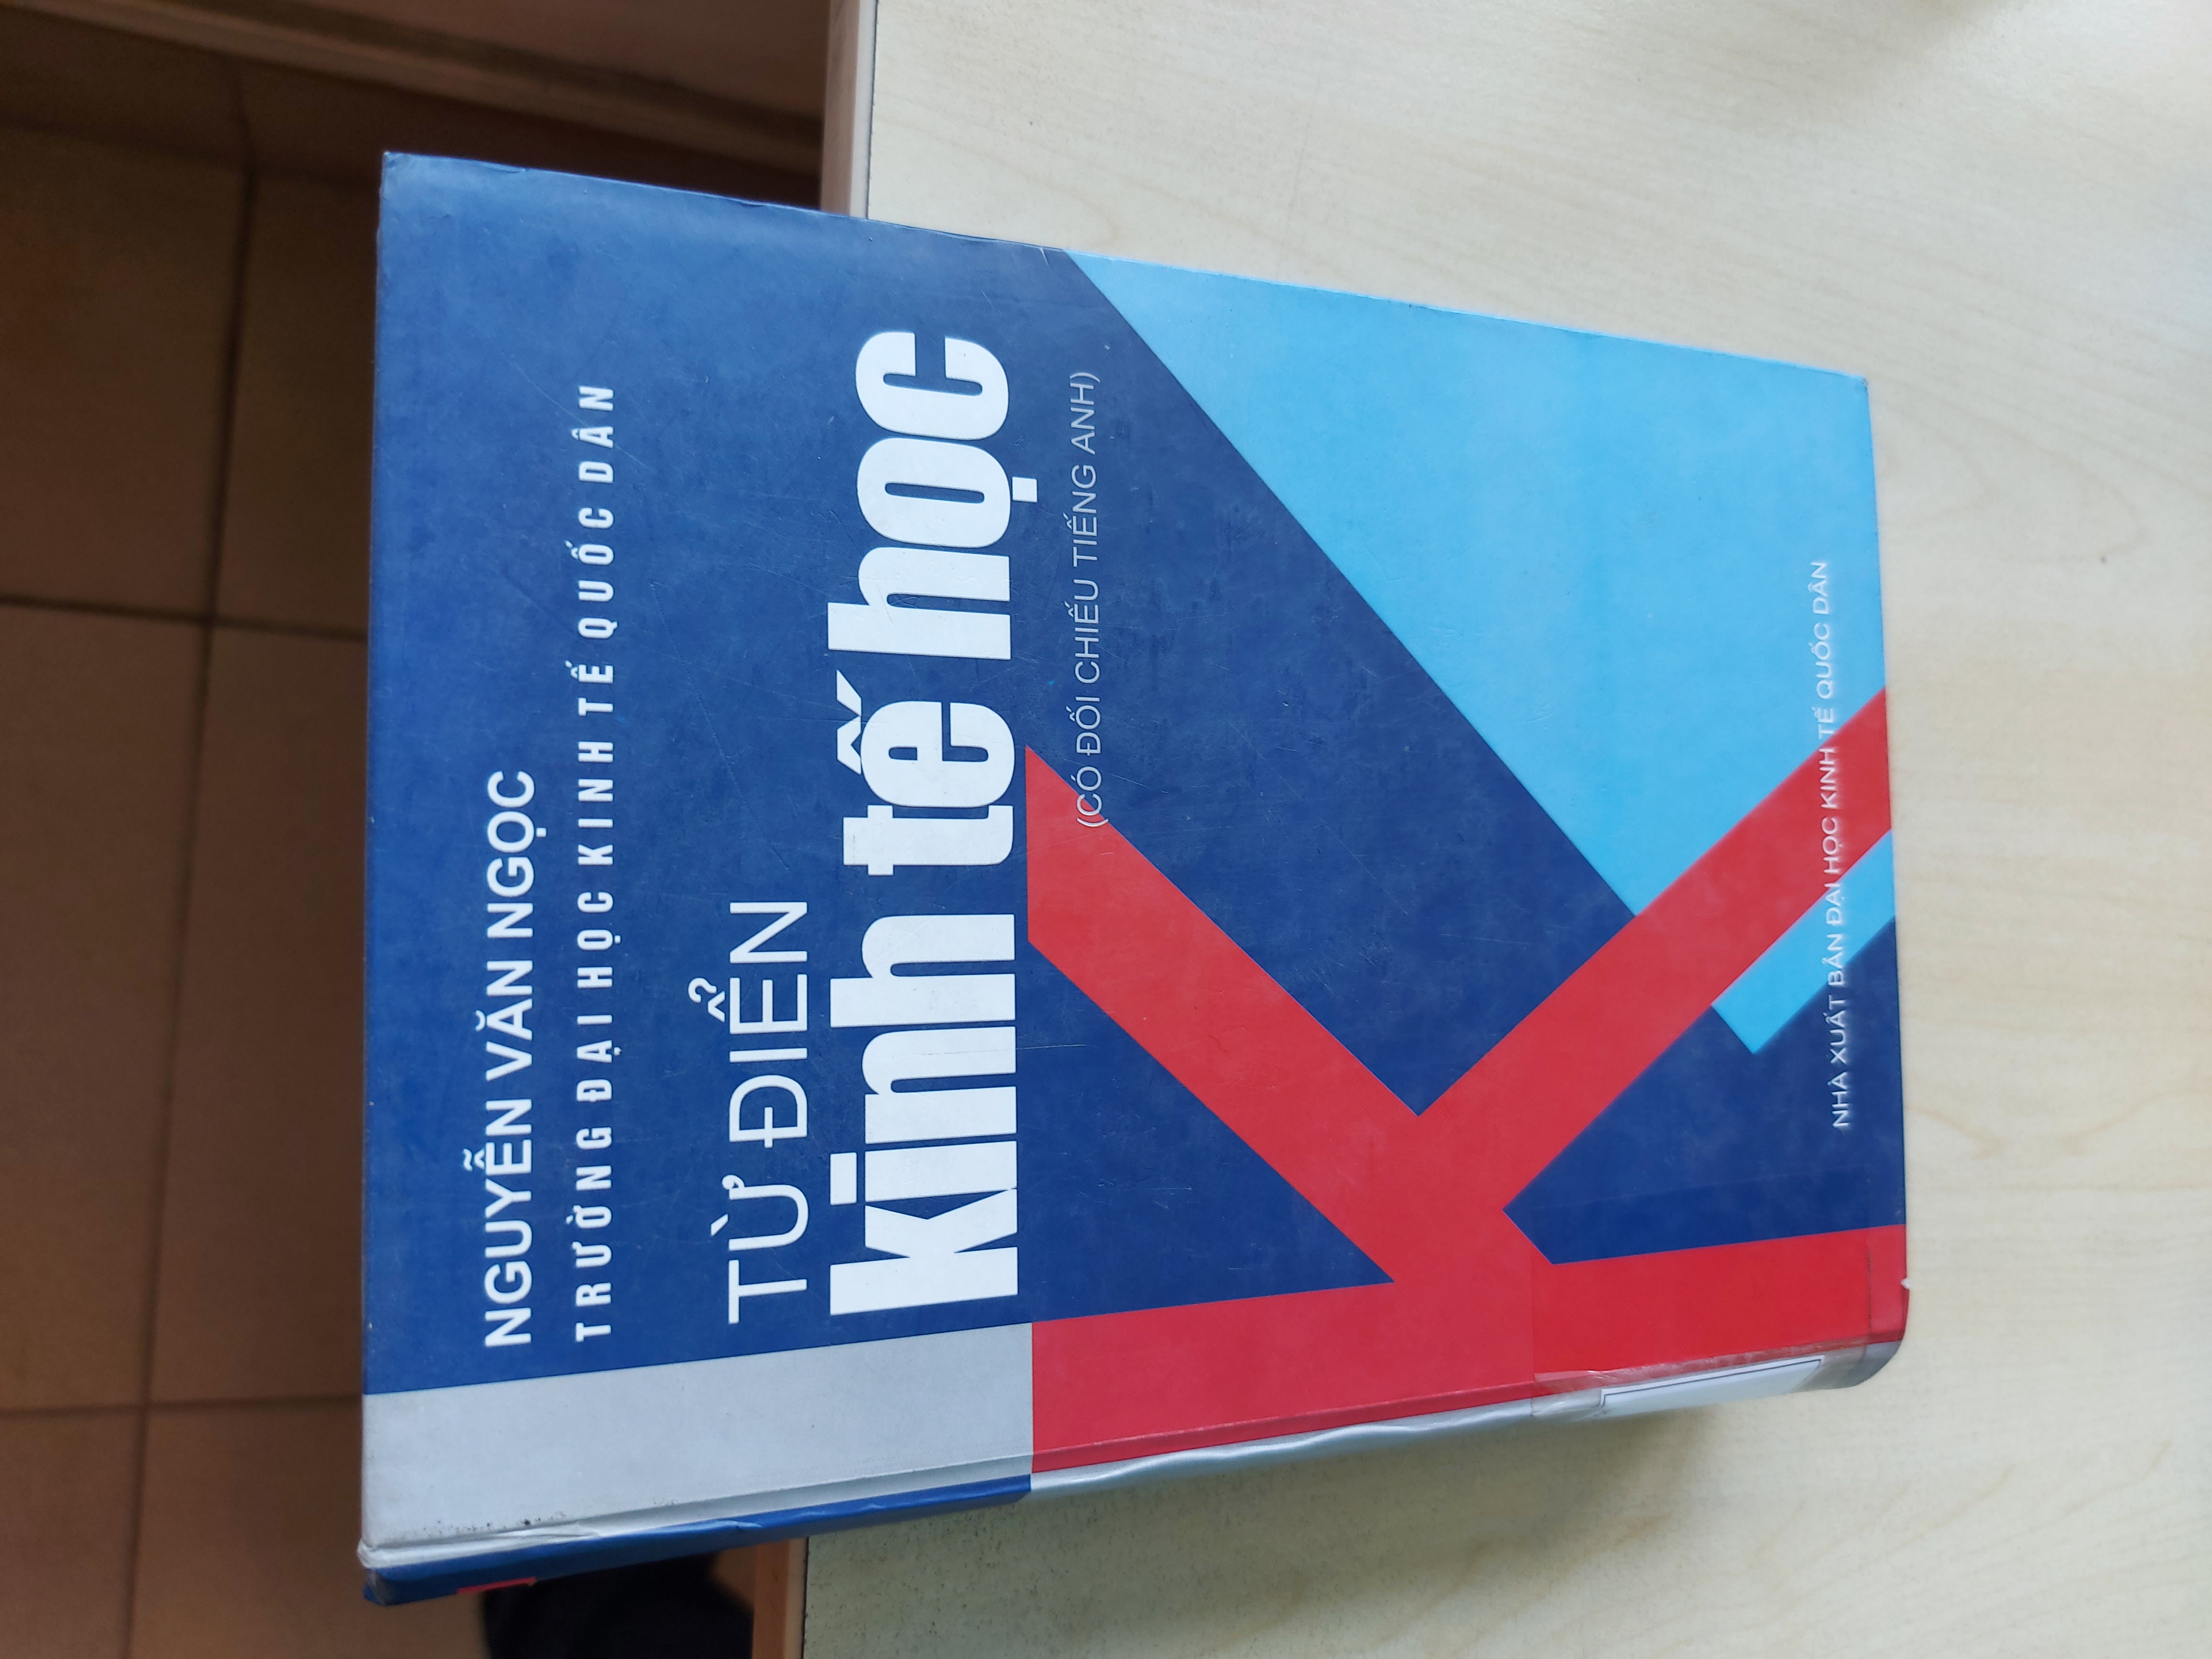 NGUYỄN VĂN NGỌC
TRƯỜNG ĐẠI HỌC KINH TẾ QUỐC DÂN
TỪ ĐIỂN
kinh tế học
(CÓ ĐỐI CHIẾU TIẾNG ANH)
NHÀ XUẤT BẢN ĐẠI HỌC KINH TẾ QUỐC DÂN